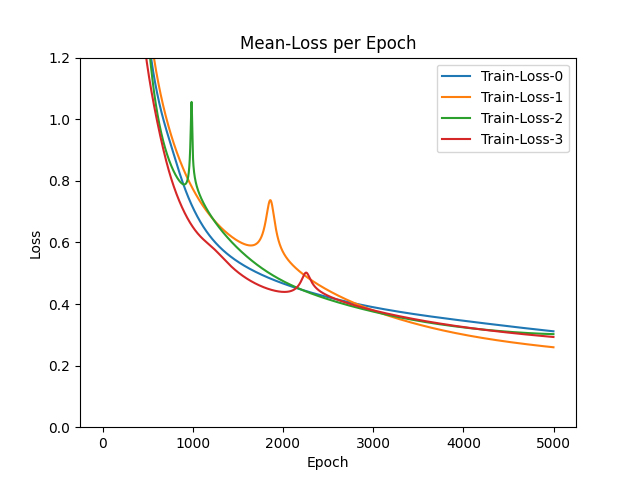 Mean-Loss per Epoch
1.2
1.0
0.8
0.6
0.4
0.2
0.0
Loss
Train-Loss-0
Train-Loss-1
Train-Loss-2
Train-Loss-3
0 1000 2000 3000 4000 5000
Epoch